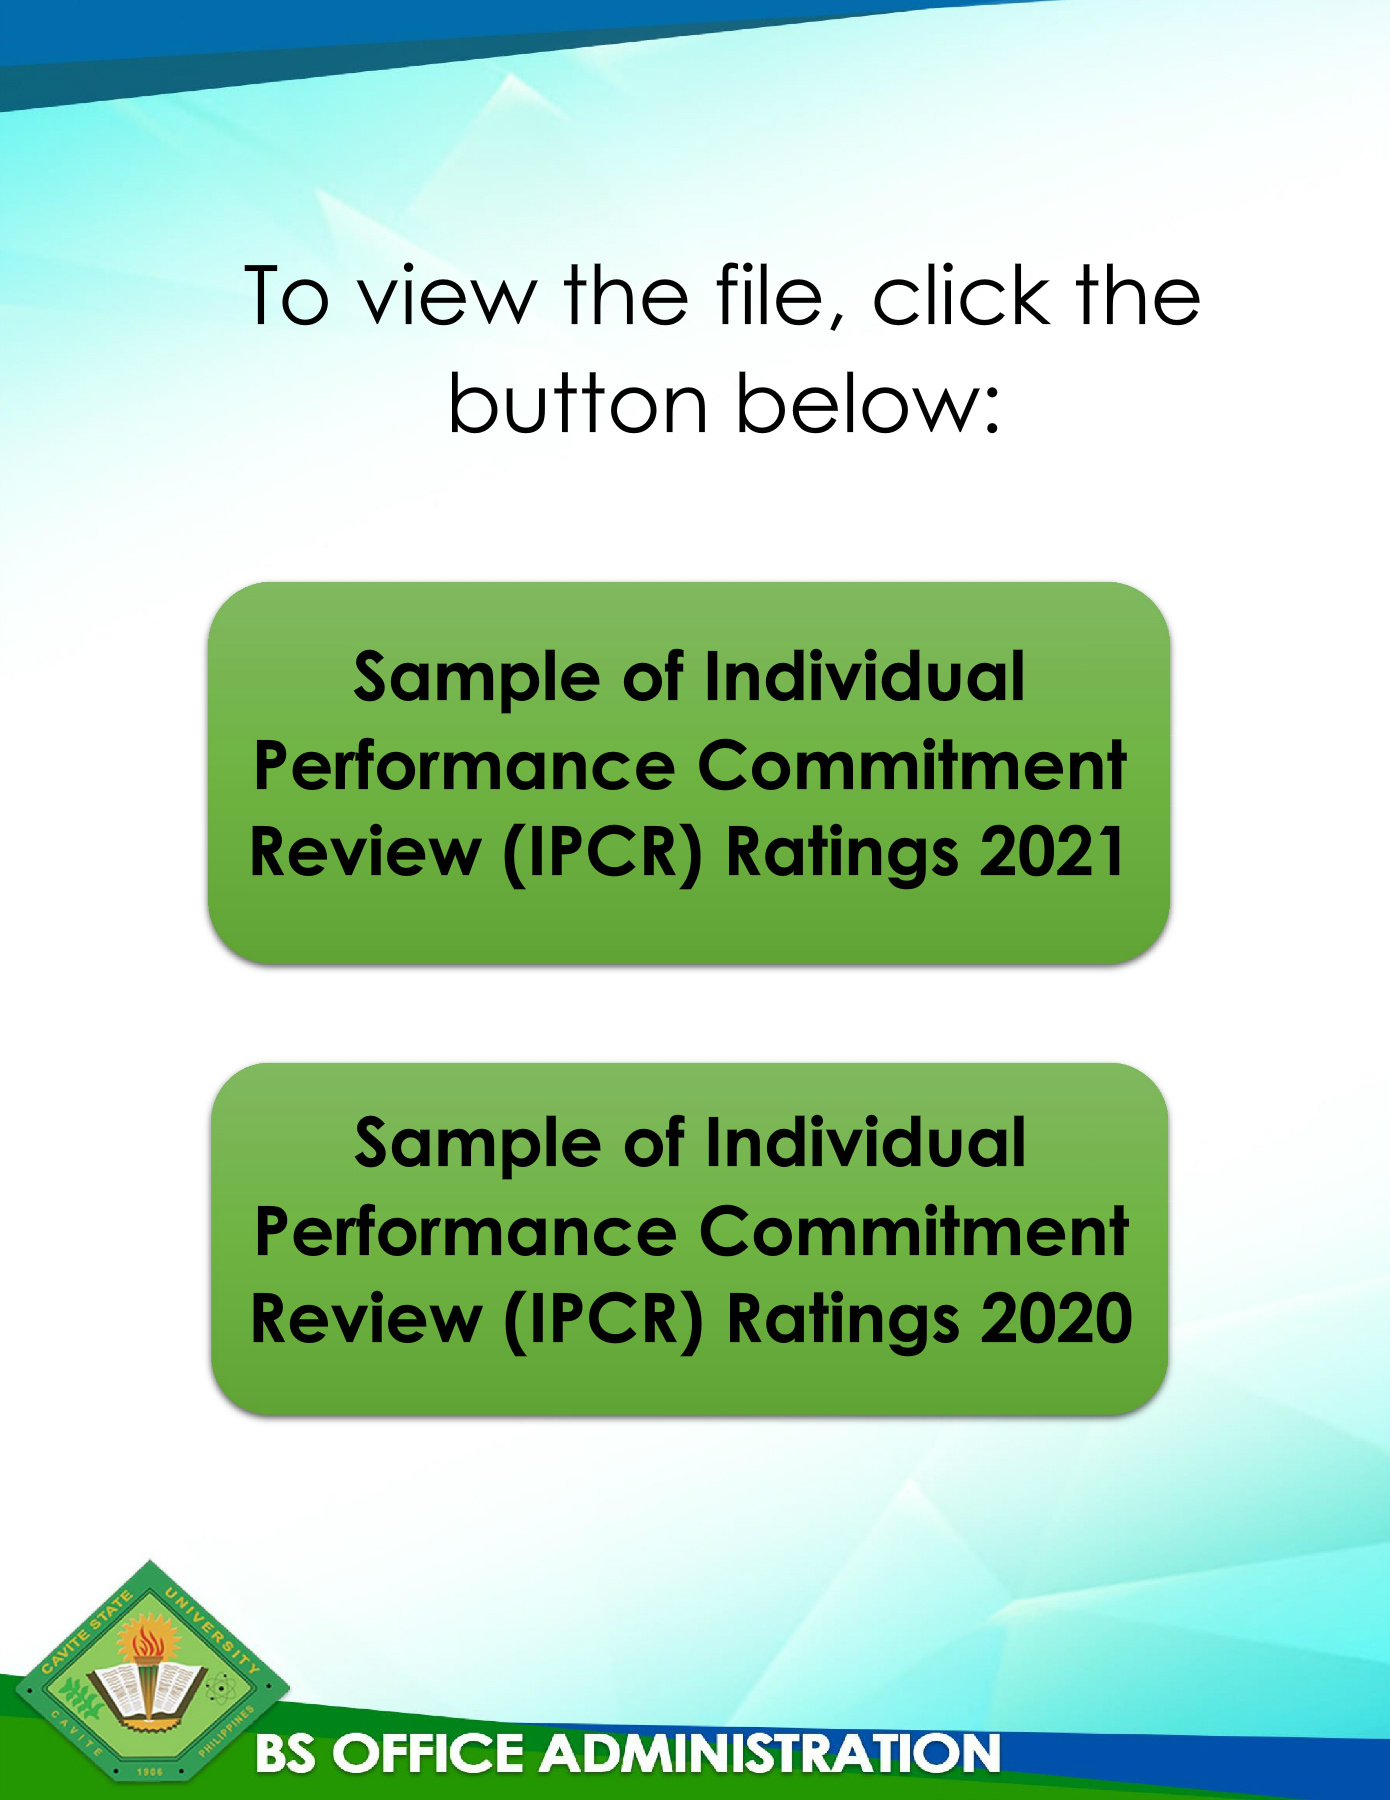 To view the file, click the
button below:
Sample of Individual
Performance Commitment
Review (IPCR) Ratings 2021
Sample of Individual
Performance Commitment
Review (IPCR) Ratings 2020
CAVITE STATE UNIVERSITY
CAVITE PHILIPPINES
1906
BS OFFICE ADMINISTRATION